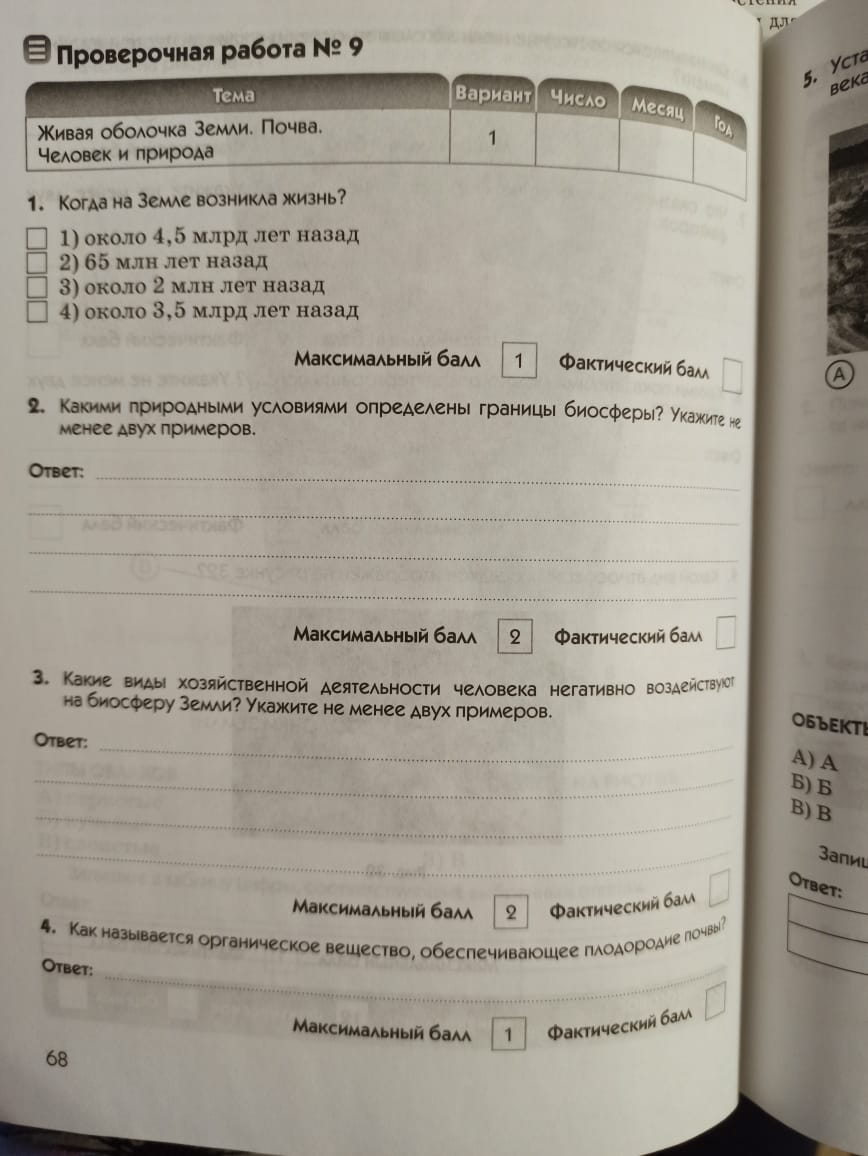 Проверочная работа № 9
Тема Вариант Число Месяц Год
Живая оболочка Земли. Почва.
Человек и природа
1
1. Когда на Земле возникла жизнь?
1) около 4,5 млрд лет назад
2) 65 млн лет назад
3) около 2 млн лет назад
4) около 3,5 млрд лет назад
Максимальный балл 1 Фактический балл
2. Какими природными условиями определены границы биосферы? Укажите не
менее двух примеров.
Ответ:
Максимальный балл 2 Фактический балл
3. Какие виды хозяйственной деятельности человека негативно воздействуют
на биосферу Земли? Укажите не менее двух примеров.
Ответ:
Максимальный балл 2 Фактический балл
4. Как называется органическое вещество, обеспечивающее плодородие почвы?
Ответ:
Максимальный балл 1 Фактический балл
68
5. Уста
века
А
ОБЪЕКТЫ
А) А
Б) Б
В) В
Запи
Ответ: